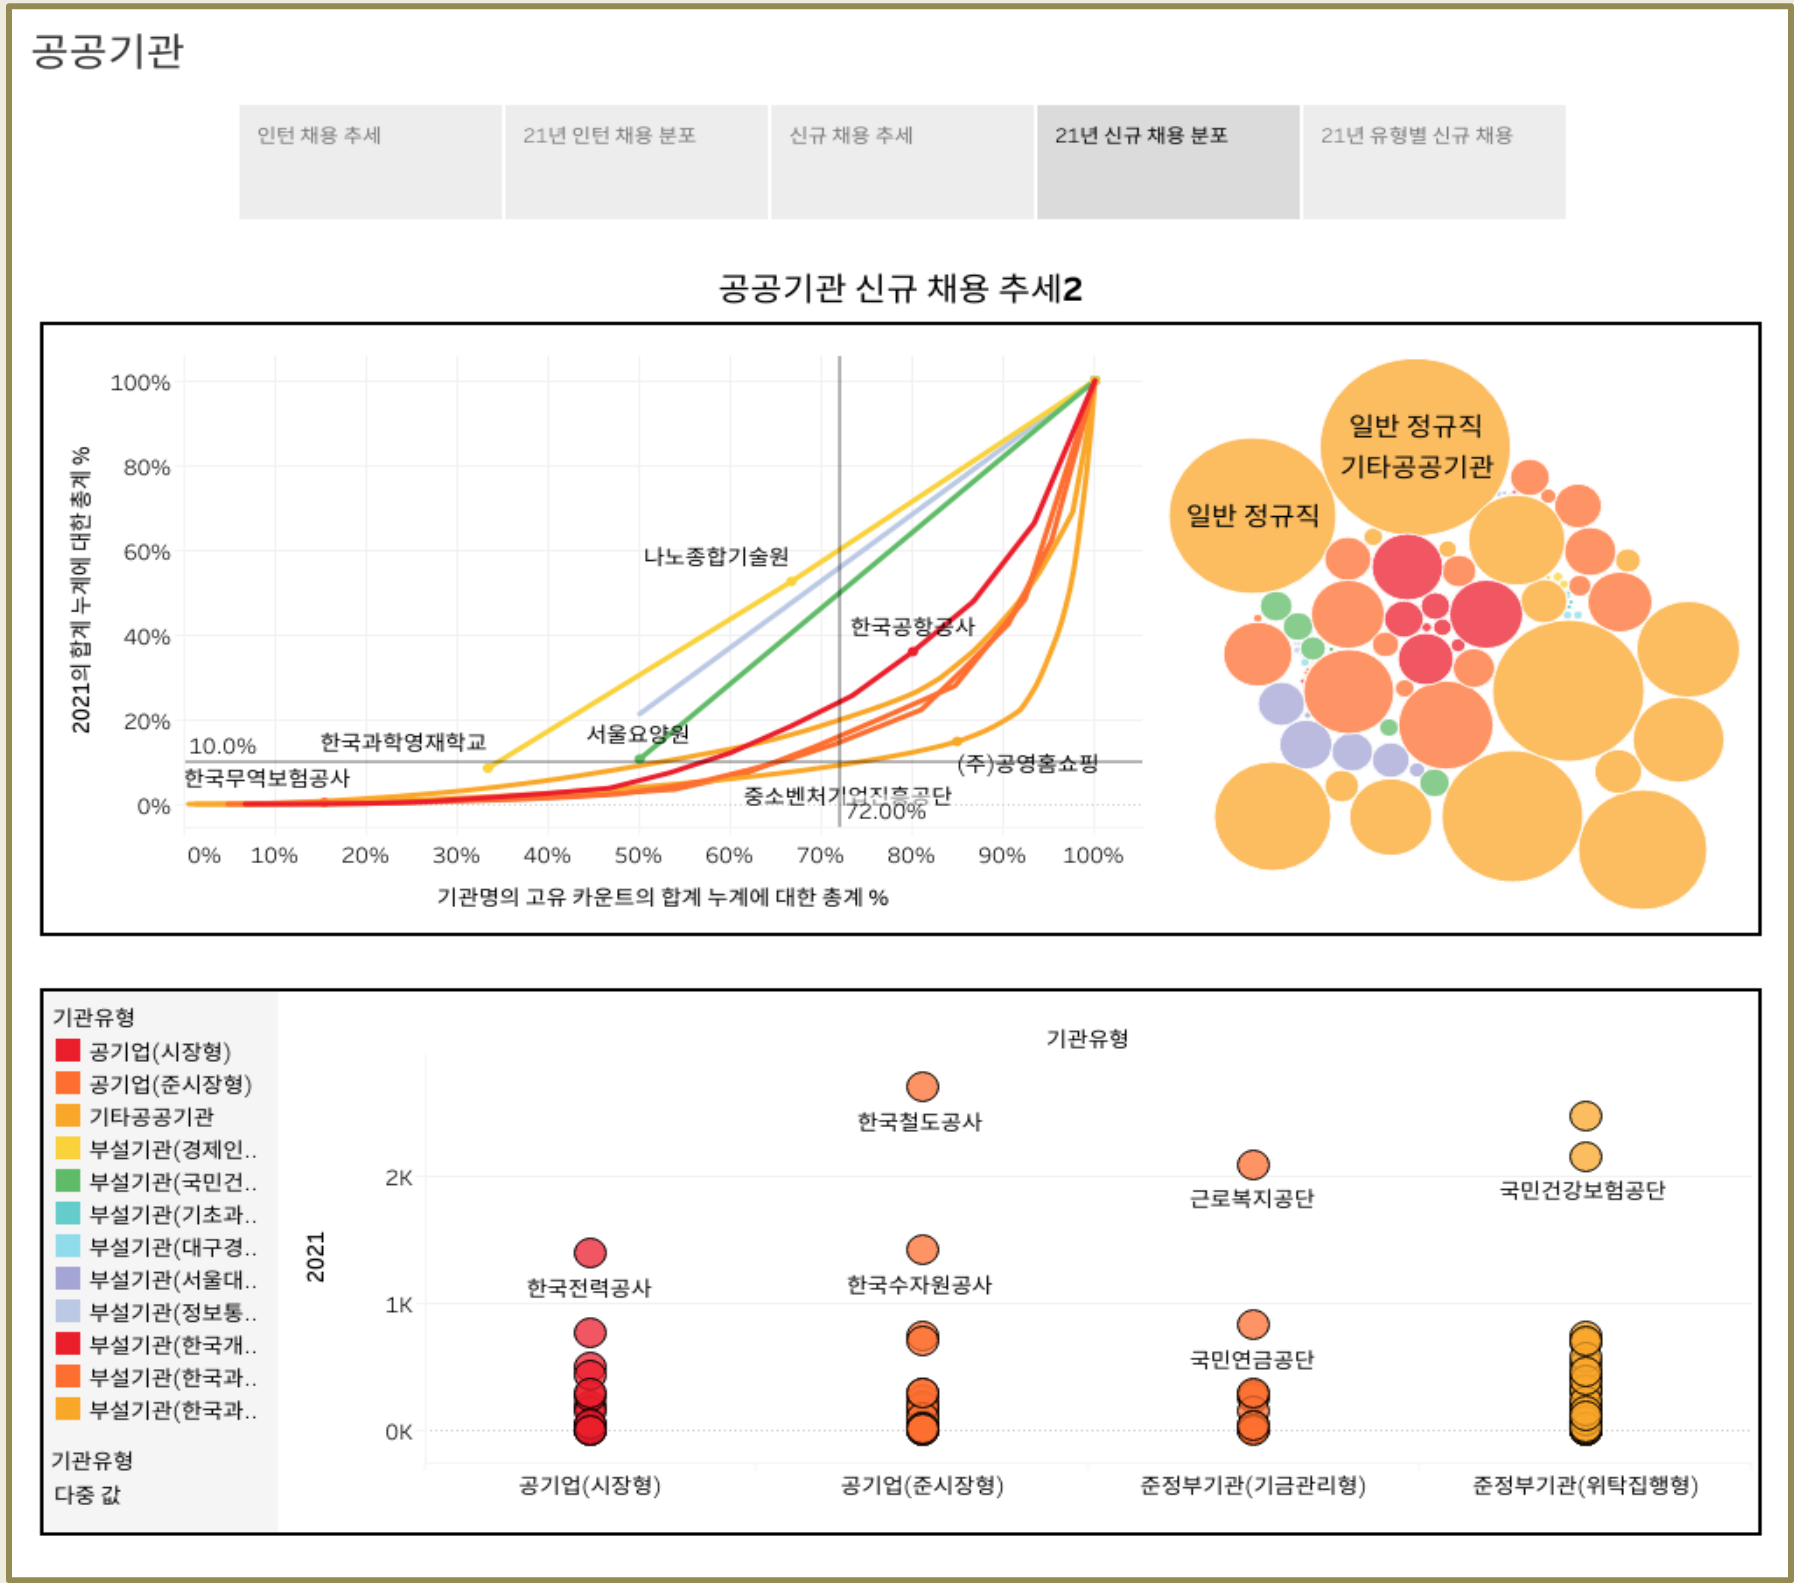 공공기관
인턴 채용 추세
21년 인턴 채용 분포
신규 채용 추세
21년 신규 채용 분포
21년 유형별 신규 채용
공공기관 신규 채용 추세2
2021의 합계 누계에 대한 총계 %
100%
80%
60%
40%
20%
0%
10.0%
나노종합기술원
한국공항공사
서울요양원
한국과학영재학교
한국무역보험공사
(주)공영홈쇼핑
중소벤처기업진흥공단
72.00%
0%
10%
20%
30%
40%
50%
60%
70%
80%
90%
100%
기관명의 고유 카운트의 합계 누계에 대한 총계 %
일반 정규직
기타공공기관
일반 정규직
기관유형
공기업(시장형)
공기업(준시장형)
기타공공기관
부설기관(경제인..
부설기관(국민건..
부설기관(기초과..
부설기관(대구경..
부설기관(서울대..
부설기관(정보통..
부설기관(한국개..
부설기관(한국과..
부설기관(한국과..
기관유형
다중 값
기관유형
2021
2K
1K
0K
한국철도공사
근로복지공단
국민건강보험공단
한국전력공사
한국수자원공사
국민연금공단
공기업(시장형)
공기업(준시장형)
준정부기관(기금관리형)
준정부기관(위탁집행형)